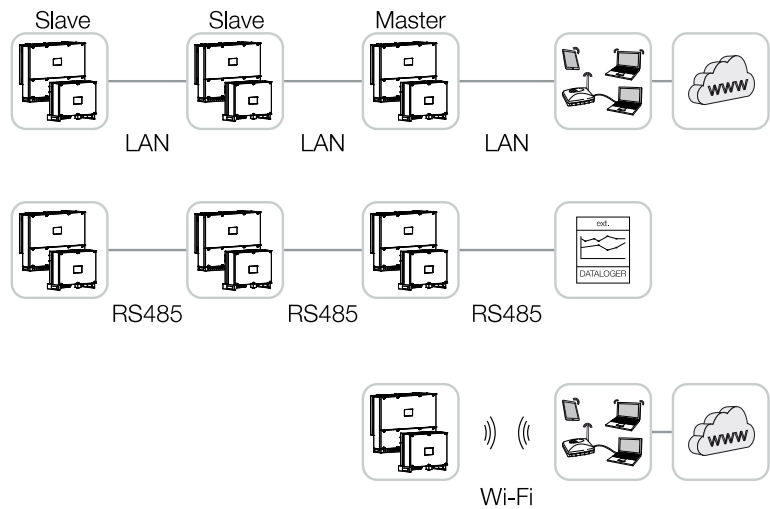 Slave Slave Master
www
LAN LAN LAN
ext.
DATALOGER
RS485 RS485 RS485
www
Wi-Fi